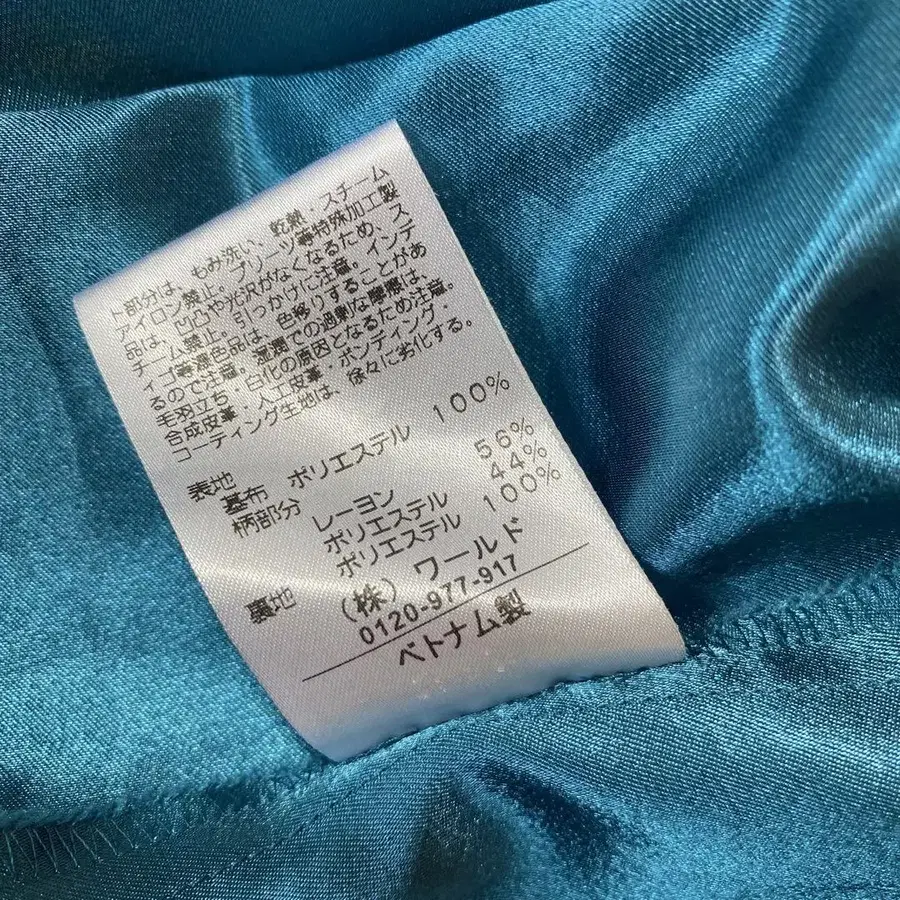 ト部分は、もみ洗い、乾熱・スチーム
アイロン禁止。プリーツ等特殊加工製
品は、凹凸や光沢がなくなるため、ス
チーム禁止。引っかけに注意。インデ
ィゴ等濃色品は、色移りすることがあ
るので注意。湿潤での過剰な摩擦は、
毛羽立ち・白化の原因となるため注意。
合成皮革・人工皮革・ボンディング・
コーティング生地は、徐々に劣化する。
表地
基布 ポリエステル 100%
柄部分 レーヨン 56%
ポリエステル 44%
裏地 ポリエステル 100%
(株) ワールド
0120-977-917
ベトナム製